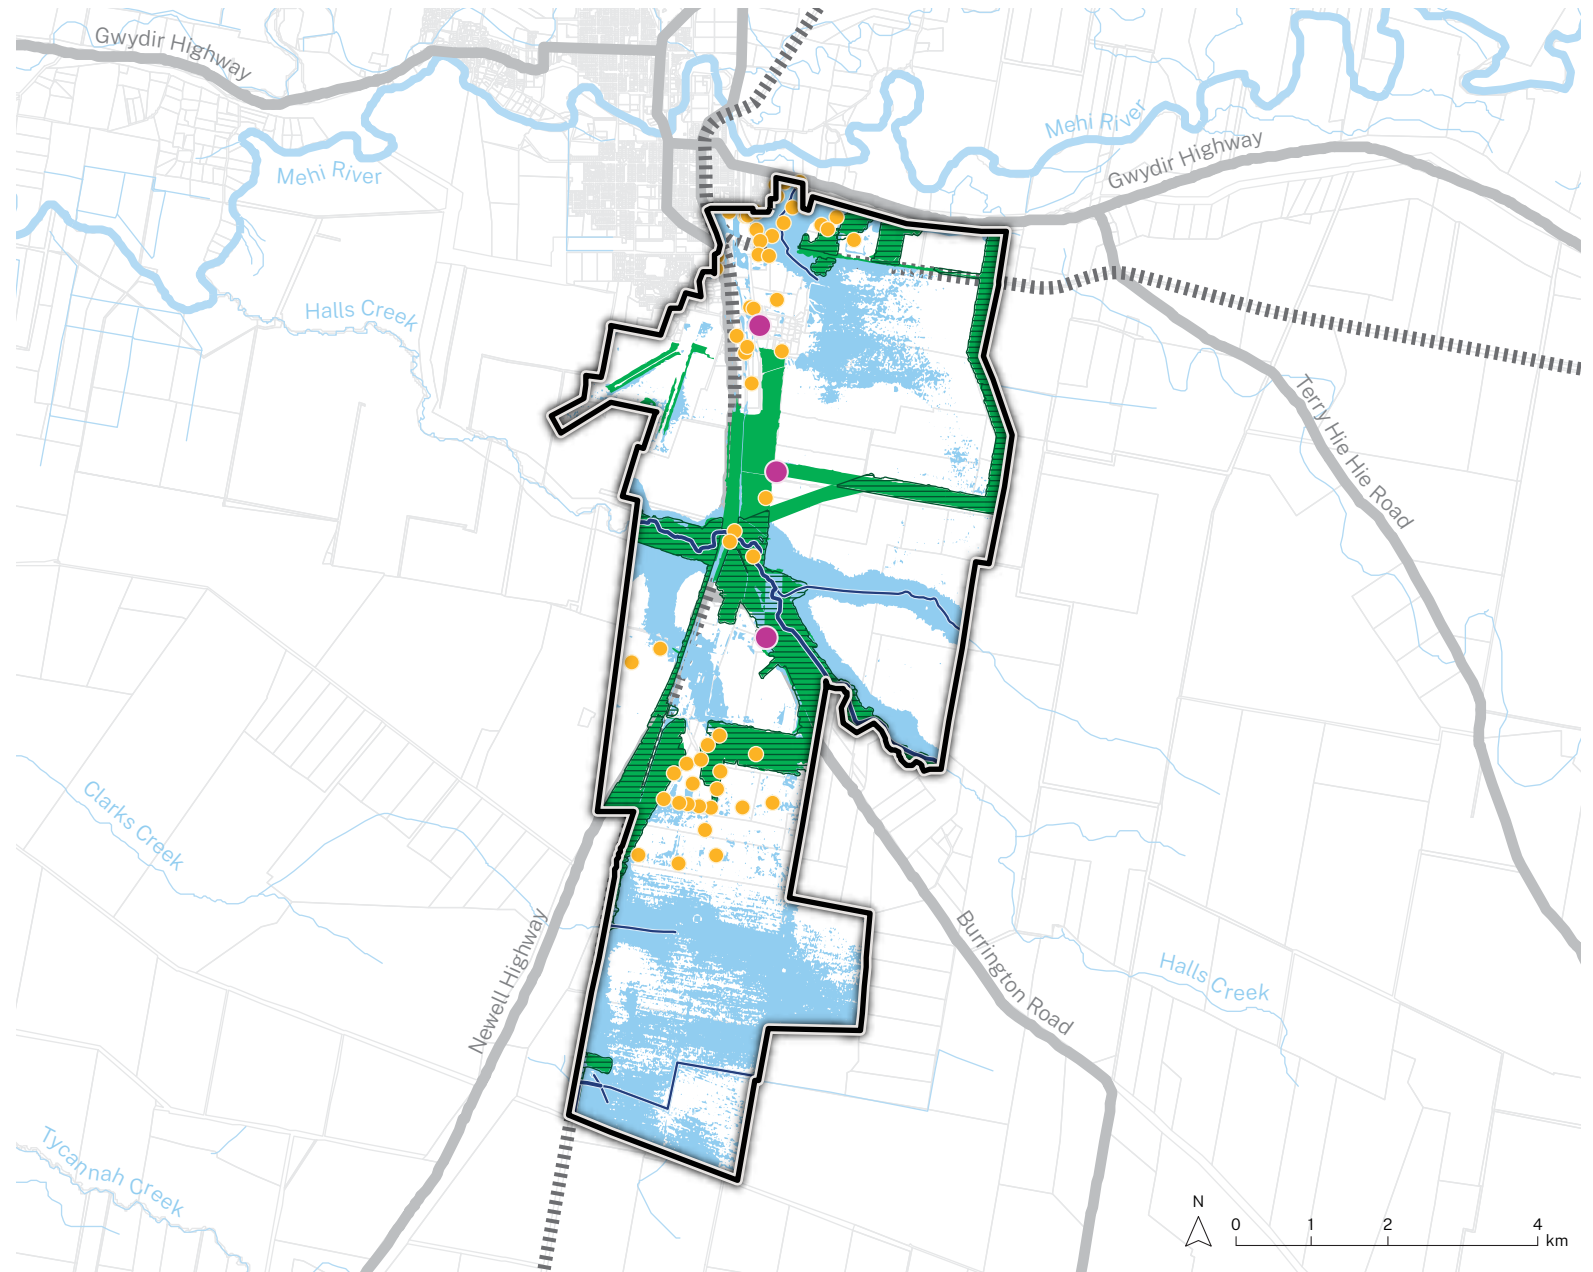 Gwydir Highway
Mehi River
Mehi River
Gwydir Highway
Halls Creek
Terry Hie Hie Road
Clarks Creek
Newell Highway
Burrington Road
Halls Creek
Tycannah Creek
N
0 1 2 4
km